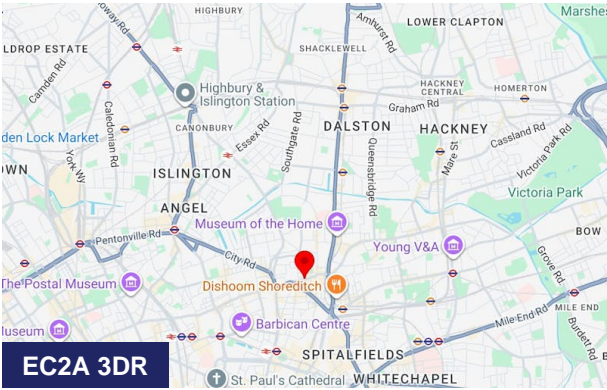 HIGHBURY
Amhurst Rd
LOWER CLAPTON
Marshe
LDROP ESTATE
SHACKLEWELL
Camden Rd
Caledonian Rd
Highbury &
Islington Station
HACKNEY
CENTRAL
HOMERTON
Graham Rd
CANONBURY
Essex Rd
Southgate Rd
DALSTON
HACKNEY
Cassland Rd
den Lock Market
York Wy
Queensbridge Rd
Mare St
Victoria Park Rd
OWN
ISLINGTON
Victoria Park
ANGEL
Museum of the Home
Pentonville Rd
Young V&A
BOW
City Rd
Grove Rd
The Postal Museum
Dishoom Shoreditch
MILE END
useum
Barbican Centre
Mile End Rd
Burdett Rd
SPITALFIELDS
EC2A 3DR
St. Paul's Cathedral
WHITECHAPEL